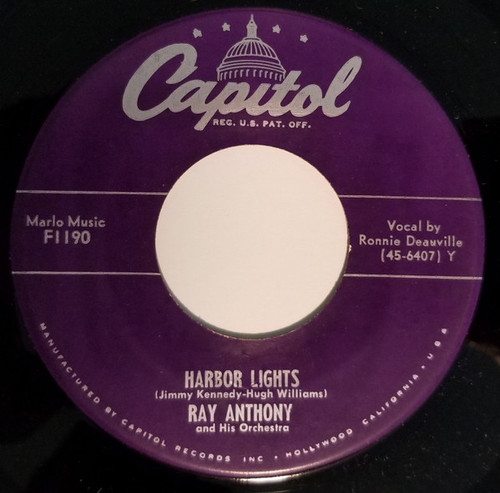 Capitol
REG. U.S. PAT. OFF.
Marlo Music
F1190
Vocal by
Ronnie Deauville
(45-6407) Y
HARBOR LIGHTS
(Jimmy Kennedy-Hugh Williams)
RAY ANTHONY
and His Orchestra
MANUFACTURED BY CAPITOL RECORDS INC • HOLLYWOOD CALIFORNIA • U S A